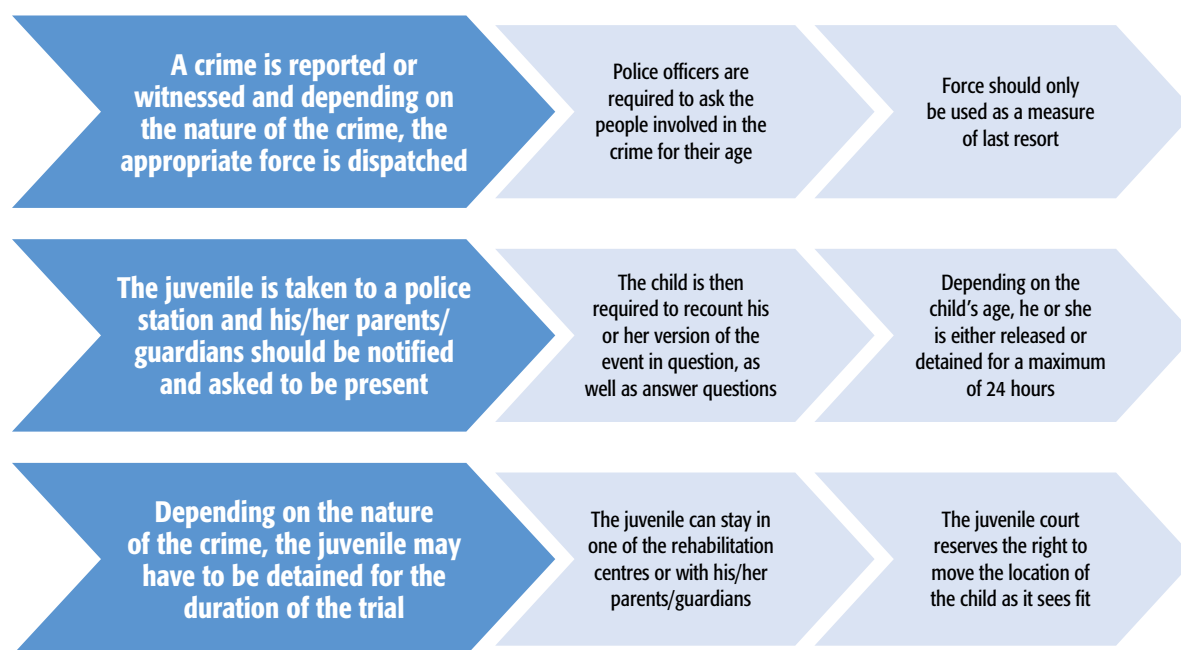 A crime is reported or
witnessed and depending on
the nature of the crime, the
appropriate force is dispatched
Police officers are
required to ask the
people involved in the
crime for their age
Force should only
be used as a measure
of last resort
The juvenile is taken to a police
station and his/her parents/
guardians should be notified
and asked to be present
The child is then
required to recount his
or her version of the
event in question, as
well as answer questions
Depending on the
child's age, he or she
is either released or
detained for a maximum
of 24 hours
Depending on the nature
of the crime, the juvenile may
have to be detained for the
duration of the trial
The juvenile can stay in
one of the rehabilitation
centres or with his/her
parents/guardians
The juvenile court
reserves the right to
move the location of
the child as it sees fit